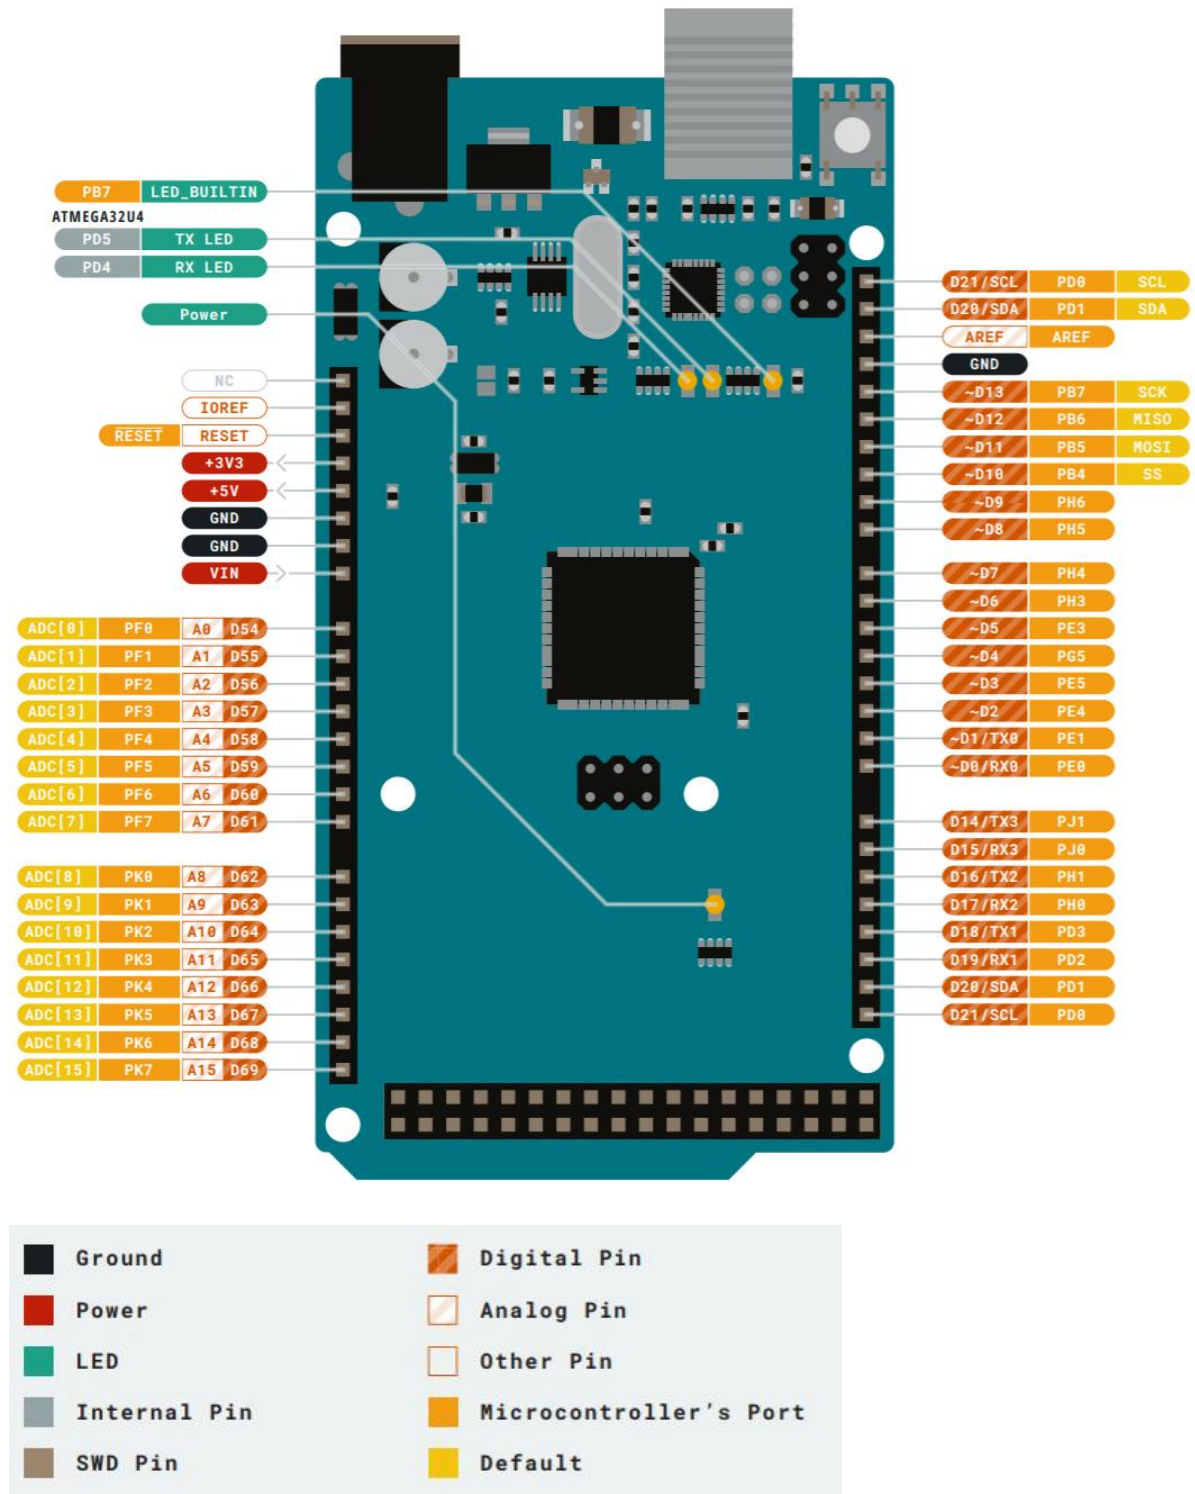 PB7 LED_BUILTIN
ATMEGA32U4
PD5 TX LED
PD4 RX LED
Power
NC
IOREF
RESET RESET
+3V3
+5V
GND
GND
VIN
ADC[0] PF0 A0 D54
ADC[1] PF1 A1 D55
ADC[2] PF2 A2 D56
ADC[3] PF3 A3 D57
ADC[4] PF4 A4 D58
ADC[5] PF5 A5 D59
ADC[6] PF6 A6 D60
ADC[7] PF7 A7 D61
ADC[8] PK0 A8 D62
ADC[9] PK1 A9 D63
ADC[10] PK2 A10 D64
ADC[11] PK3 A11 D65
ADC[12] PK4 A12 D66
ADC[13] PK5 A13 D67
ADC[14] PK6 A14 D68
ADC[15] PK7 A15 D69
D21/SCL PD0 SCL
D20/SDA PD1 SDA
AREF AREF
GND
~D13 PB7 SCK
~D12 PB6 MISO
~D11 PB5 MOSI
~D10 PB4 SS
~D9 PH6
~D8 PH5
~D7 PH4
~D6 PH3
~D5 PE3
~D4 PG5
~D3 PE5
~D2 PE4
~D1/TX0 PE1
~D0/RX0 PE0
D14/TX3 PJ1
D15/RX3 PJ0
D16/TX2 PH1
D17/RX2 PH0
D18/TX1 PD3
D19/RX1 PD2
D20/SDA PD1
D21/SCL PD0
Ground
Power
LED
Internal Pin
SWD Pin
Digital Pin
Analog Pin
Other Pin
Microcontroller's Port
Default